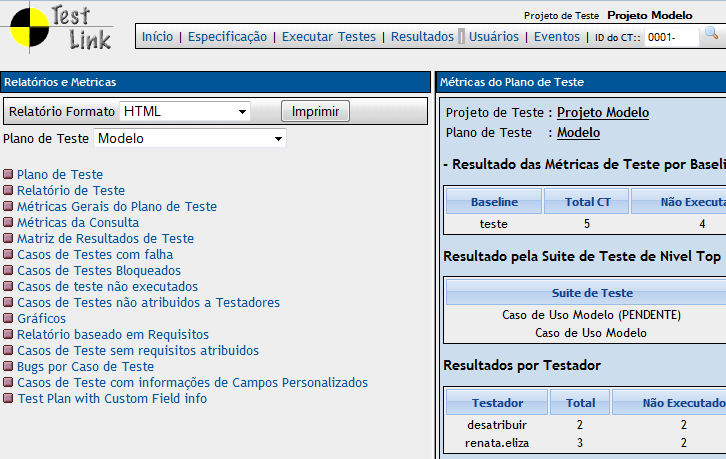 Test
Link
Projeto de Teste Projeto Modelo
Início | Especificação | Executar Testes | Resultados | Usuários | Eventos | ID do CT:: 0001-
Relatórios e Metricas
Relatório Formato HTML Imprimir
Plano de Teste Modelo
Plano de Teste
Relatório de Teste
Métricas Gerais do Plano de Teste
Métricas da Consulta
Matriz de Resultados de Teste
Casos de Testes com falha
Casos de Testes Bloqueados
Casos de teste não executados
Casos de Testes não atribuidos a Testadores
Gráficos
Relatório baseado em Requisitos
Casos de Teste sem requisitos atribuidos
Bugs por Caso de Teste
Casos de Teste com informações de Campos Personalizados
Test Plan with Custom Field info
Métricas do Plano de Teste
Projeto de Teste : Projeto Modelo
Plano de Teste : Modelo
- Resultado das Métricas de Teste por Baseli
Baseline Total CT Não Executa
teste 5 4
Resultado pela Suite de Teste de Nivel Top
Suite de Teste
Caso de Uso Modelo (PENDENTE)
Caso de Uso Modelo
Resultados por Testador
Testador Total Não Executado
desatribuir 2 2
renata.eliza 3 2